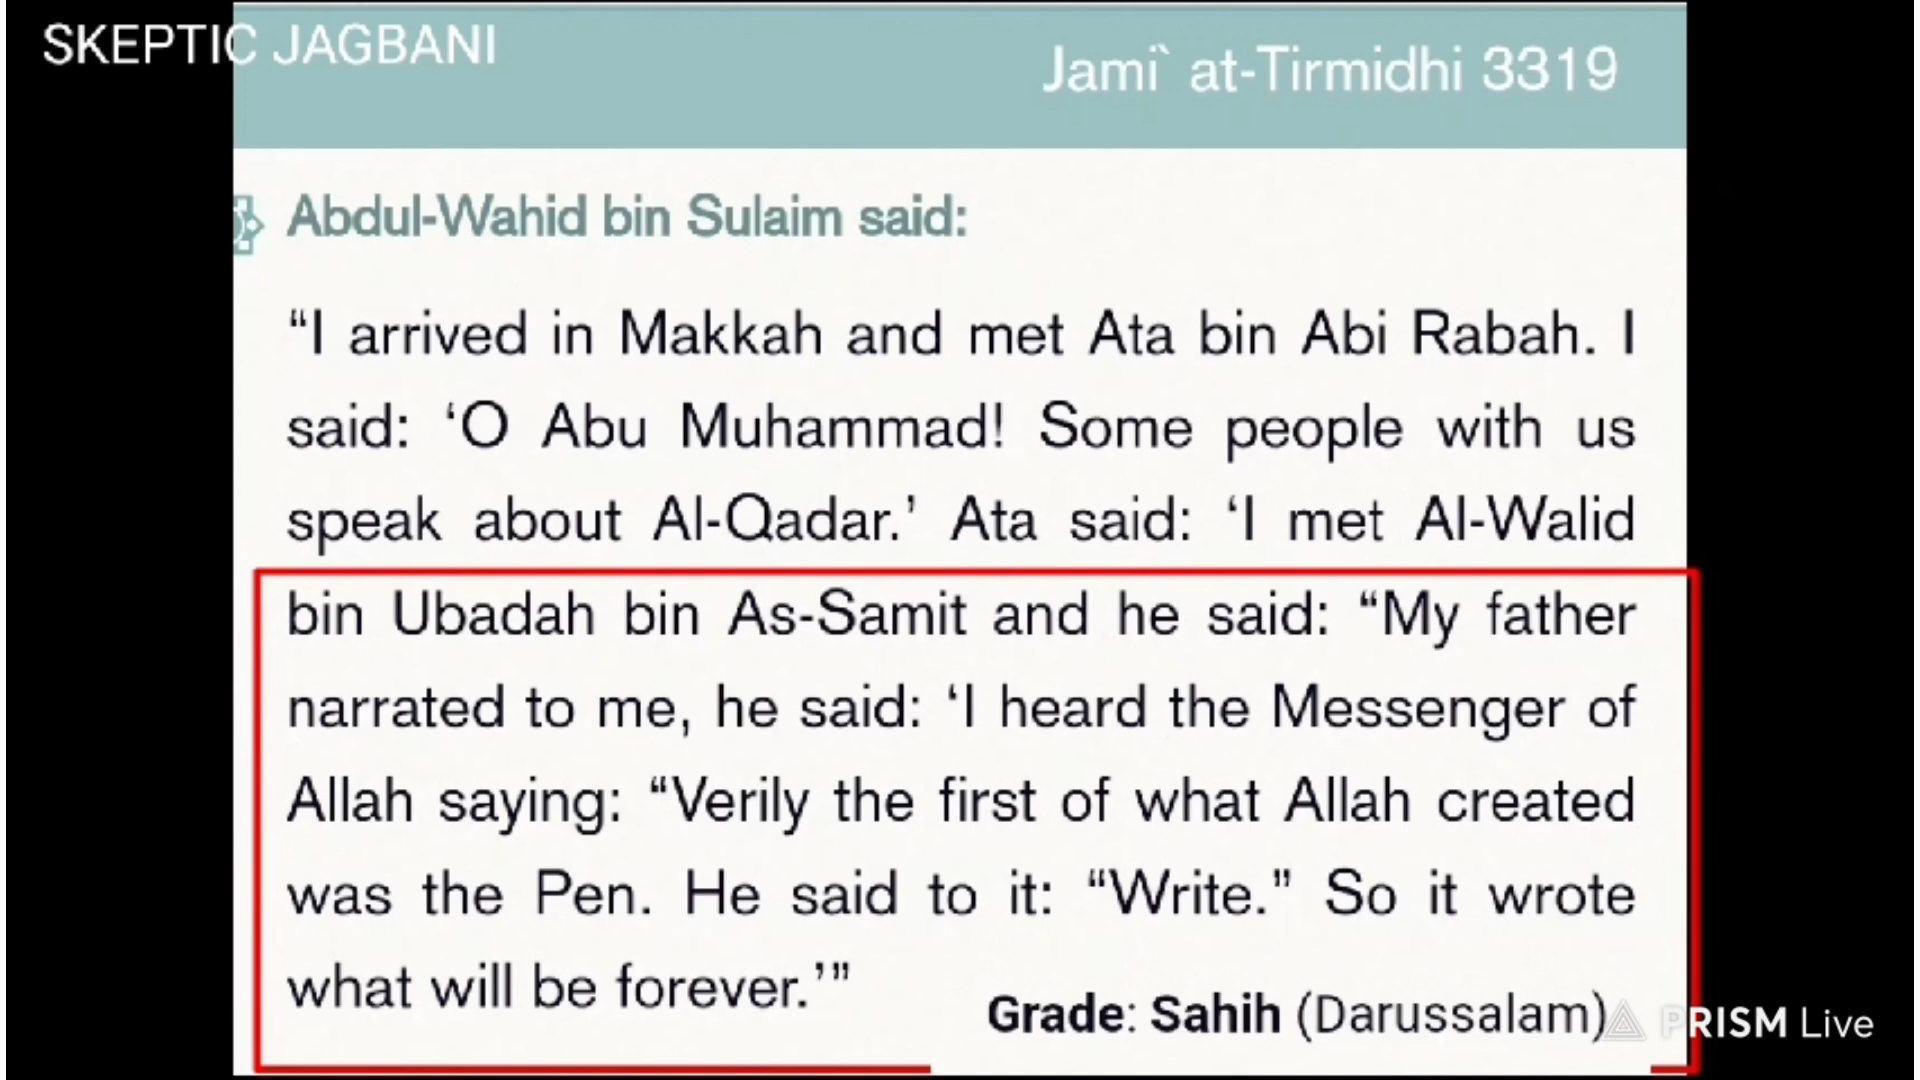 SKEPTIC JAGBANI
Jami` at-Tirmidhi 3319
Abdul-Wahid bin Sulaim said:
“I arrived in Makkah and met Ata bin Abi Rabah. I
said: ‘O Abu Muhammad! Some people with us
speak about Al-Qadar.’ Ata said: ‘I met Al-Walid
bin Ubadah bin As-Samit and he said: “My father
narrated to me, he said: ‘I heard the Messenger of
Allah saying: “Verily the first of what Allah created
was the Pen. He said to it: “Write.” So it wrote
what will be forever.’”
Grade: Sahih (Darussalam)
PRISM Live